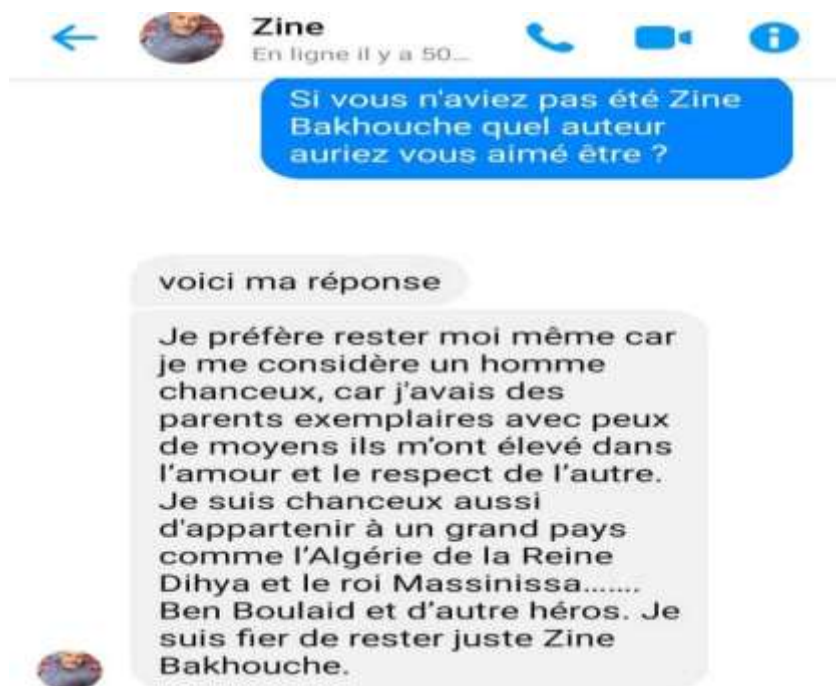 Zine
En ligne il y a 50...
Si vous n'aviez pas été Zine
Bakhouche quel auteur
auriez vous aimé être ?
voici ma réponse
Je préfère rester moi même car
je me considère un homme
chanceux, car j'avais des
parents exemplaires avec peux
de moyens ils m'ont élevé dans
l'amour et le respect de l'autre.
Je suis chanceux aussi
d'appartenir à un grand pays
comme l'Algérie de la Reine
Dihya et le roi Massinissa.......
Ben Boulaid et d'autre héros. Je
suis fier de rester juste Zine
Bakhouche.